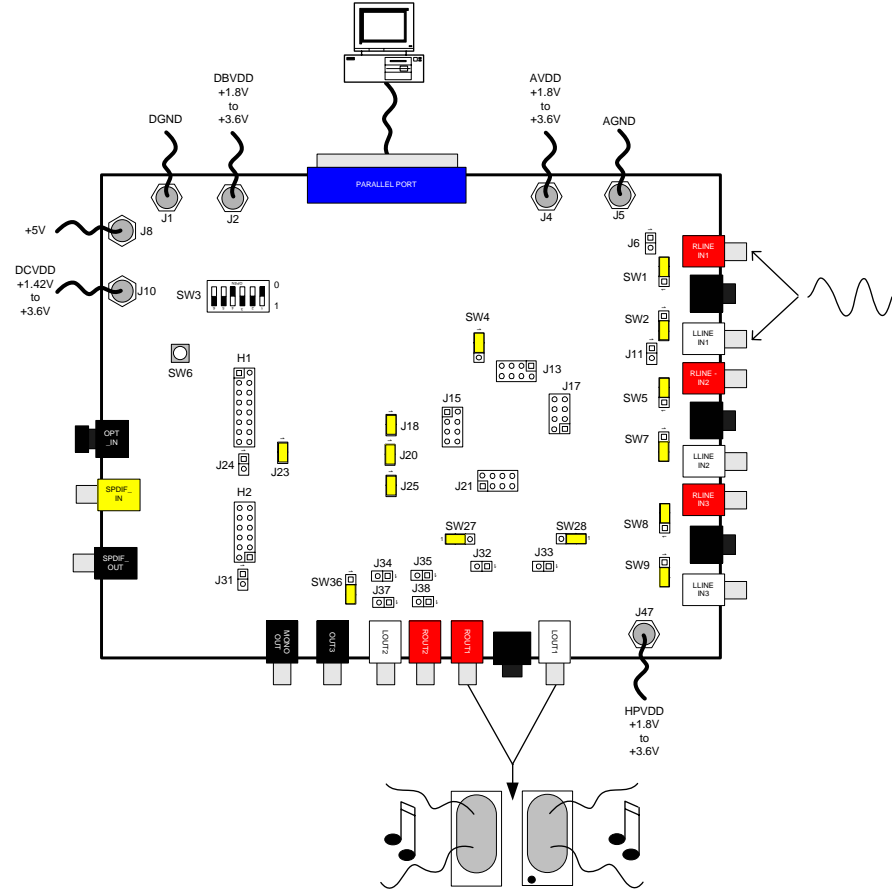 DBVDD
+1.8V
to
+3.6V
AVDD
+1.8V
to
+3.6V
DGND
AGND
PARALLEL PORT
J1
J2
J4
J5
+5V
J8
J6
RLINE
IN1
DCVDD
+1.42V
to
+3.6V
J10
SW3
0
1
SW1
SW2
LLINE
IN1
J11
SW4
SW6
H1
J13
RLINE -
IN2
J17
J15
SW5
J18
OPT
_IN
SW7
J24
J23
J20
LLINE
IN2
J25
J21
SPDIF_
IN
H2
RLINE
IN3
SW8
SW27
SW28
SPDIF_
OUT
J31
SW36
J34
J35
J32
J33
SW9
J37
J38
LLINE
IN3
J47
MONO
OUT
OUT3
LOUT2
ROUT2
ROUT1
LOUT1
HPVDD
+1.8V
to
+3.6V